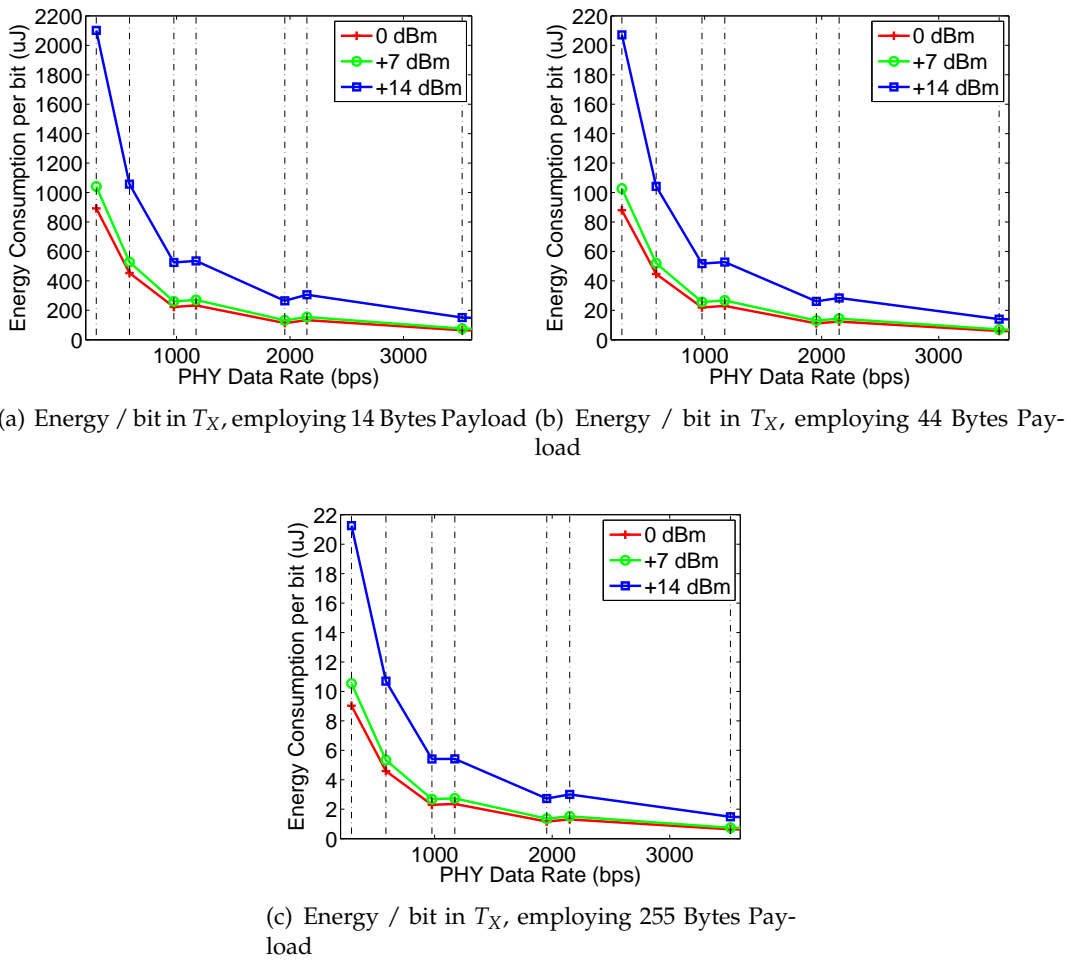 2200
2000
1800
1600
1400
1200
1000
800
600
400
200
0
Energy Consumption per bit (uJ)
1000 2000 3000
PHY Data Rate (bps)
0 dBm
+7 dBm
+14 dBm
220
200
180
160
140
120
100
80
60
40
20
0
Energy Consumption per bit (uJ)
1000 2000 3000
PHY Data Rate (bps)
0 dBm
+7 dBm
+14 dBm
(a) Energy / bit in TX, employing 14 Bytes Payload
(b) Energy / bit in TX, employing 44 Bytes Pay-
load
22
20
18
16
14
12
10
8
6
4
2
0
Energy Consumption per bit (uJ)
1000 2000 3000
PHY Data Rate (bps)
0 dBm
+7 dBm
+14 dBm
(c) Energy / bit in TX, employing 255 Bytes Pay-
load